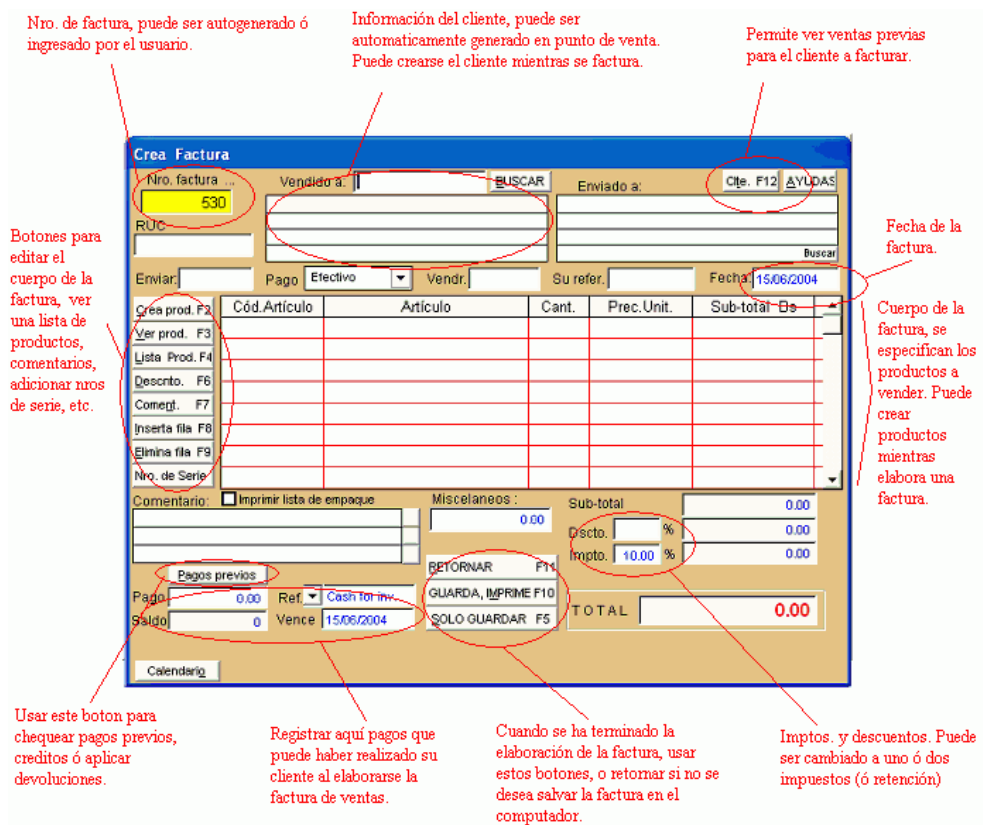 Nro. de factura, puede ser autogenerado ó
ingresado por el usuario.
Información del cliente, puede ser
automaticamente generado en punto de venta.
Puede crearse el cliente mientras se factura.
Permite ver ventas previas
para el cliente a facturar.
Crea Factura
Nro. factura ...
530
Vendido a:
BUSCAR
Enviado a:
Clte. F12
AYUDAS
RUC
Buscar
Fecha de la
factura.
Enviar:
Pago
Efectivo
Vendr.
Su refer.
Fecha:
15/06/2004
Botones para
editar el
cuerpo de la
factura, ver
una lista de
productos,
comentarios,
adicionar nros
de serie, etc.
Crea prod. F2
Ver prod. F3
Lista Prod. F4
Descnto. F6
Coment. F7
Inserta fila F8
Elimina fila F9
Nro. de Serie
Cód.Artículo
Artículo
Cant.
Prec.Unit.
Sub-total Ds
Cuerpo de la
factura, se
especifican los
productos a
vender. Puede
crear
productos
mientras
elabora una
factura.
Comentario:
Imprimir lista de empaque
Miscelaneos :
0.00
Sub-total
0.00
Dscto.
%
0.00
Impto.
10.00
%
0.00
Pagos previos
RETORNAR F11
GUARDA, IMPRIME F10
SOLO GUARDAR F5
Pago
0.00
Ref.
Cash for inv.
Saldo
0
Vence
15/06/2004
TOTAL
0.00
Calendario
Usar este boton para
chequear pagos previos,
creditos ó aplicar
devoluciones.
Registrar aquí pagos que
puede haber realizado su
cliente al elaborarse la
factura de ventas.
Cuando se ha terminado la
elaboración de la factura, usar
estos botones, o retornar si no se
desea salvar la factura en el
computador.
Imptos. y descuentos. Puede
ser cambiado a uno ó dos
impuestos (ó retención)